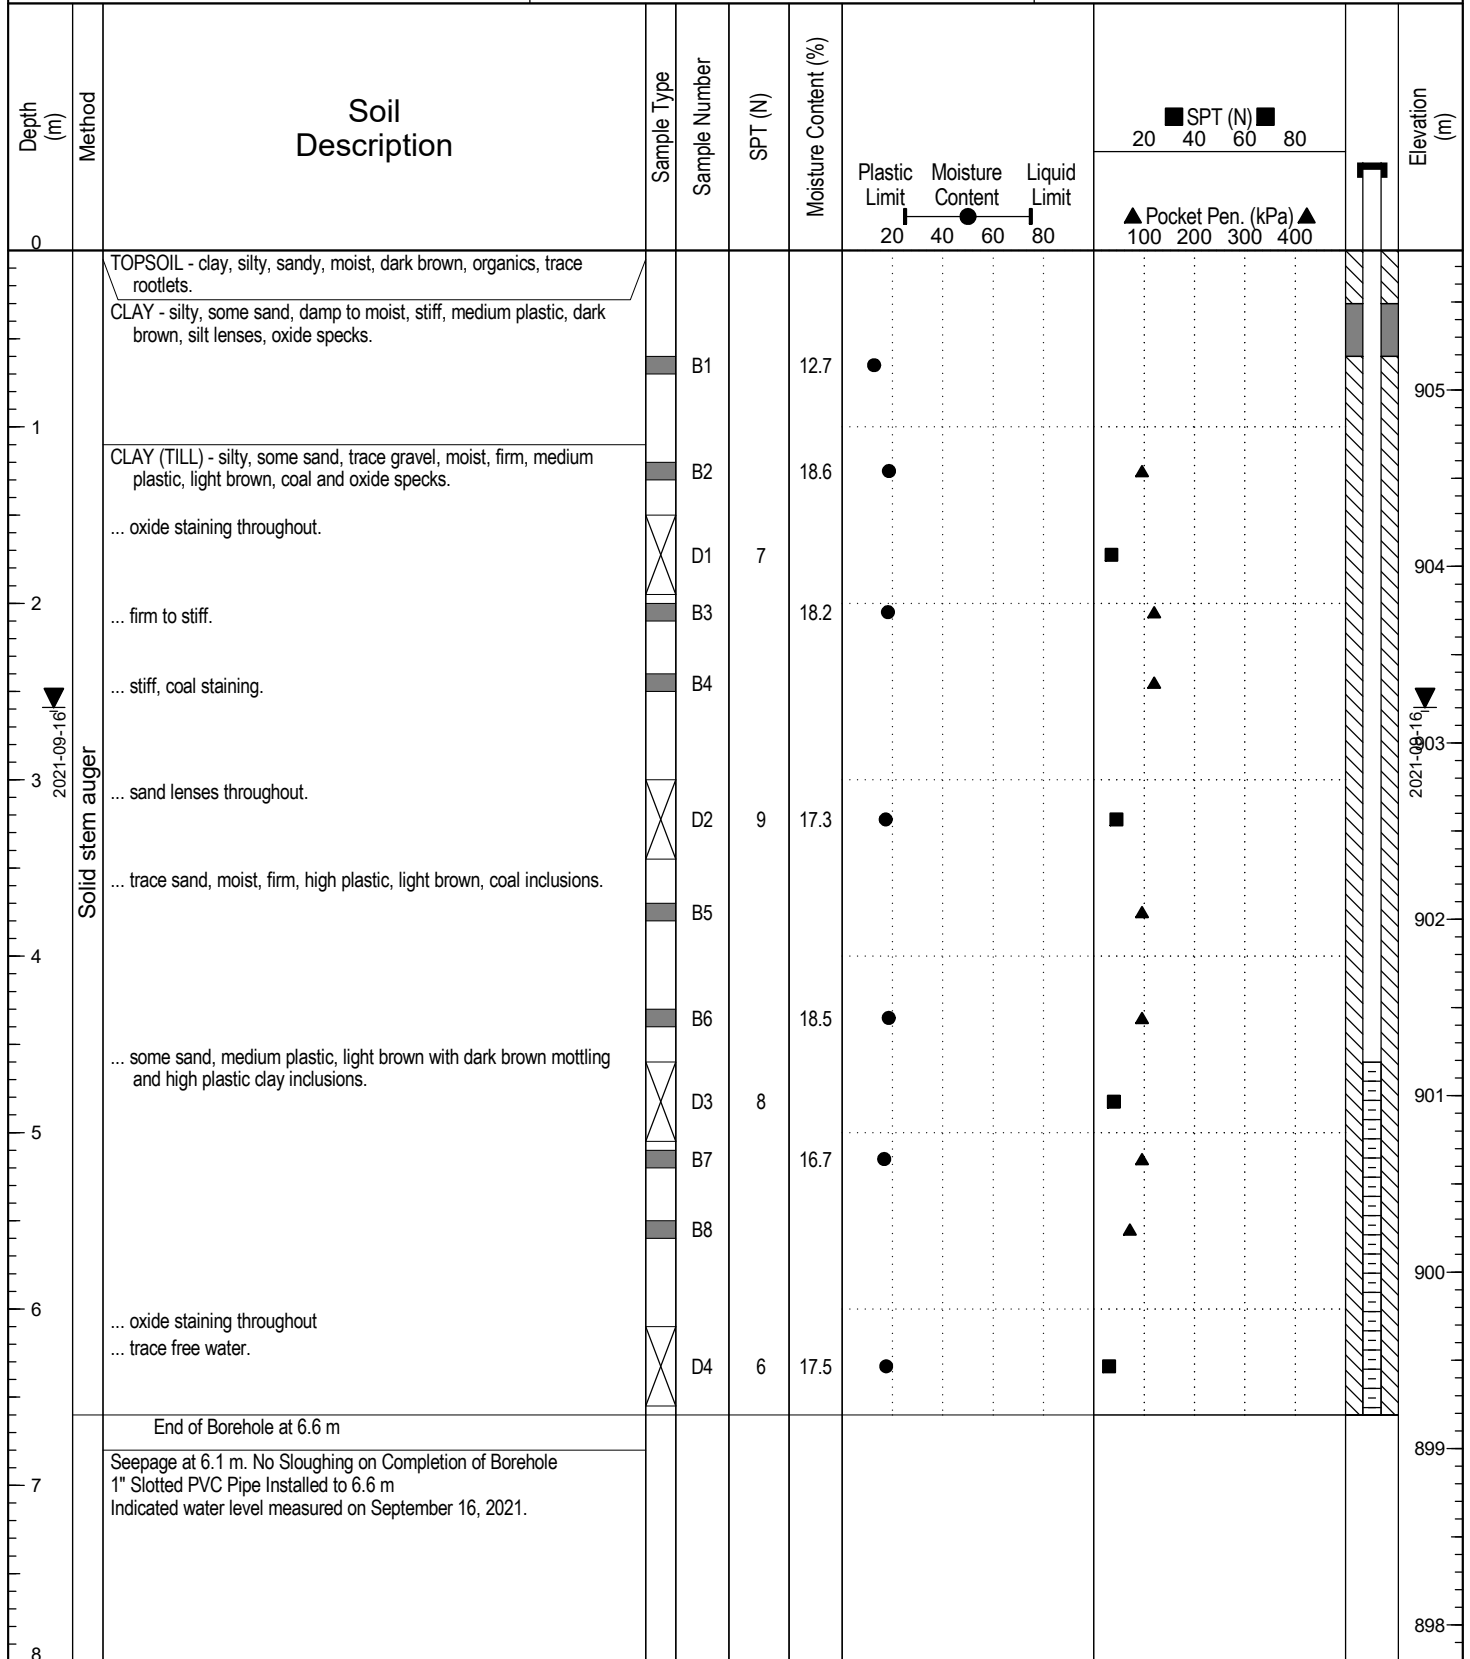 Depth
(m)
Method
Soil
Description
Sample Type
Sample Number
SPT (N)
Moisture Content (%)
Plastic Moisture Liquid
Limit Content Limit
20 40 60 80
■ SPT (N) ■
20 40 60 80
▲ Pocket Pen. (kPa) ▲
100 200 300 400
Elevation
(m)
0
TOPSOIL - clay, silty, sandy, moist, dark brown, organics, trace
rootlets.
CLAY - silty, some sand, damp to moist, stiff, medium plastic, dark
brown, silt lenses, oxide specks.
B1 12.7
905
1
CLAY (TILL) - silty, some sand, trace gravel, moist, firm, medium
plastic, light brown, coal and oxide specks.
B2 18.6
... oxide staining throughout.
D1 7
904
2
... firm to stiff.
B3 18.2
... stiff, coal staining.
B4
2021-09-16
2021-09-16
903
Solid stem auger
3
... sand lenses throughout.
D2 9 17.3
... trace sand, moist, firm, high plastic, light brown, coal inclusions.
B5
902
4
B6 18.5
... some sand, medium plastic, light brown with dark brown mottling
and high plastic clay inclusions.
D3 8
901
5
B7 16.7
B8
900
6
... oxide staining throughout
... trace free water.
D4 6 17.5
End of Borehole at 6.6 m
899
Seepage at 6.1 m. No Sloughing on Completion of Borehole
7
1" Slotted PVC Pipe Installed to 6.6 m
Indicated water level measured on September 16, 2021.
898
8